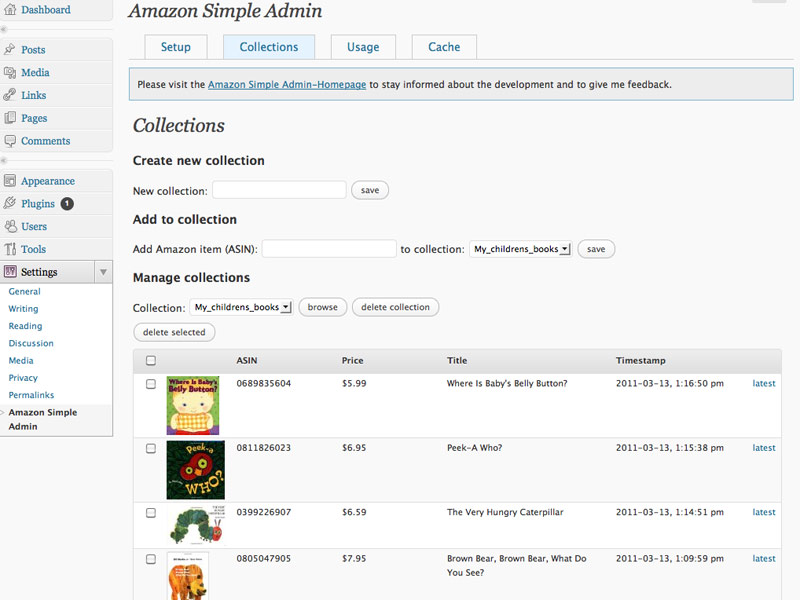 Dashboard
Amazon Simple Admin
Setup
Collections
Usage
Cache
Posts
Media
Links
Pages
Comments
Appearance
Plugins 1
Users
Tools
Settings
General
Writing
Reading
Discussion
Media
Privacy
Permalinks
Amazon Simple
Admin
Please visit the Amazon Simple Admin-Homepage to stay informed about the development and to give me feedback.
Collections
Create new collection
New collection: save
Add to collection
Add Amazon item (ASIN): to collection: My_childrens_books save
Manage collections
Collection: My_childrens_books browse delete collection
delete selected
ASIN Price Title Timestamp
Where Is Baby's
Belly Button?
0689835604 $5.99 Where Is Baby's Belly Button? 2011-03-13, 1:16:50 pm latest
Peek-a
WHO?
0811826023 $6.95 Peek-A Who? 2011-03-13, 1:15:38 pm latest
0399226907 $6.59 The Very Hungry Caterpillar 2011-03-13, 1:14:51 pm latest
0805047905 $7.95 Brown Bear, Brown Bear, What Do 2011-03-13, 1:09:59 pm latest
You See?